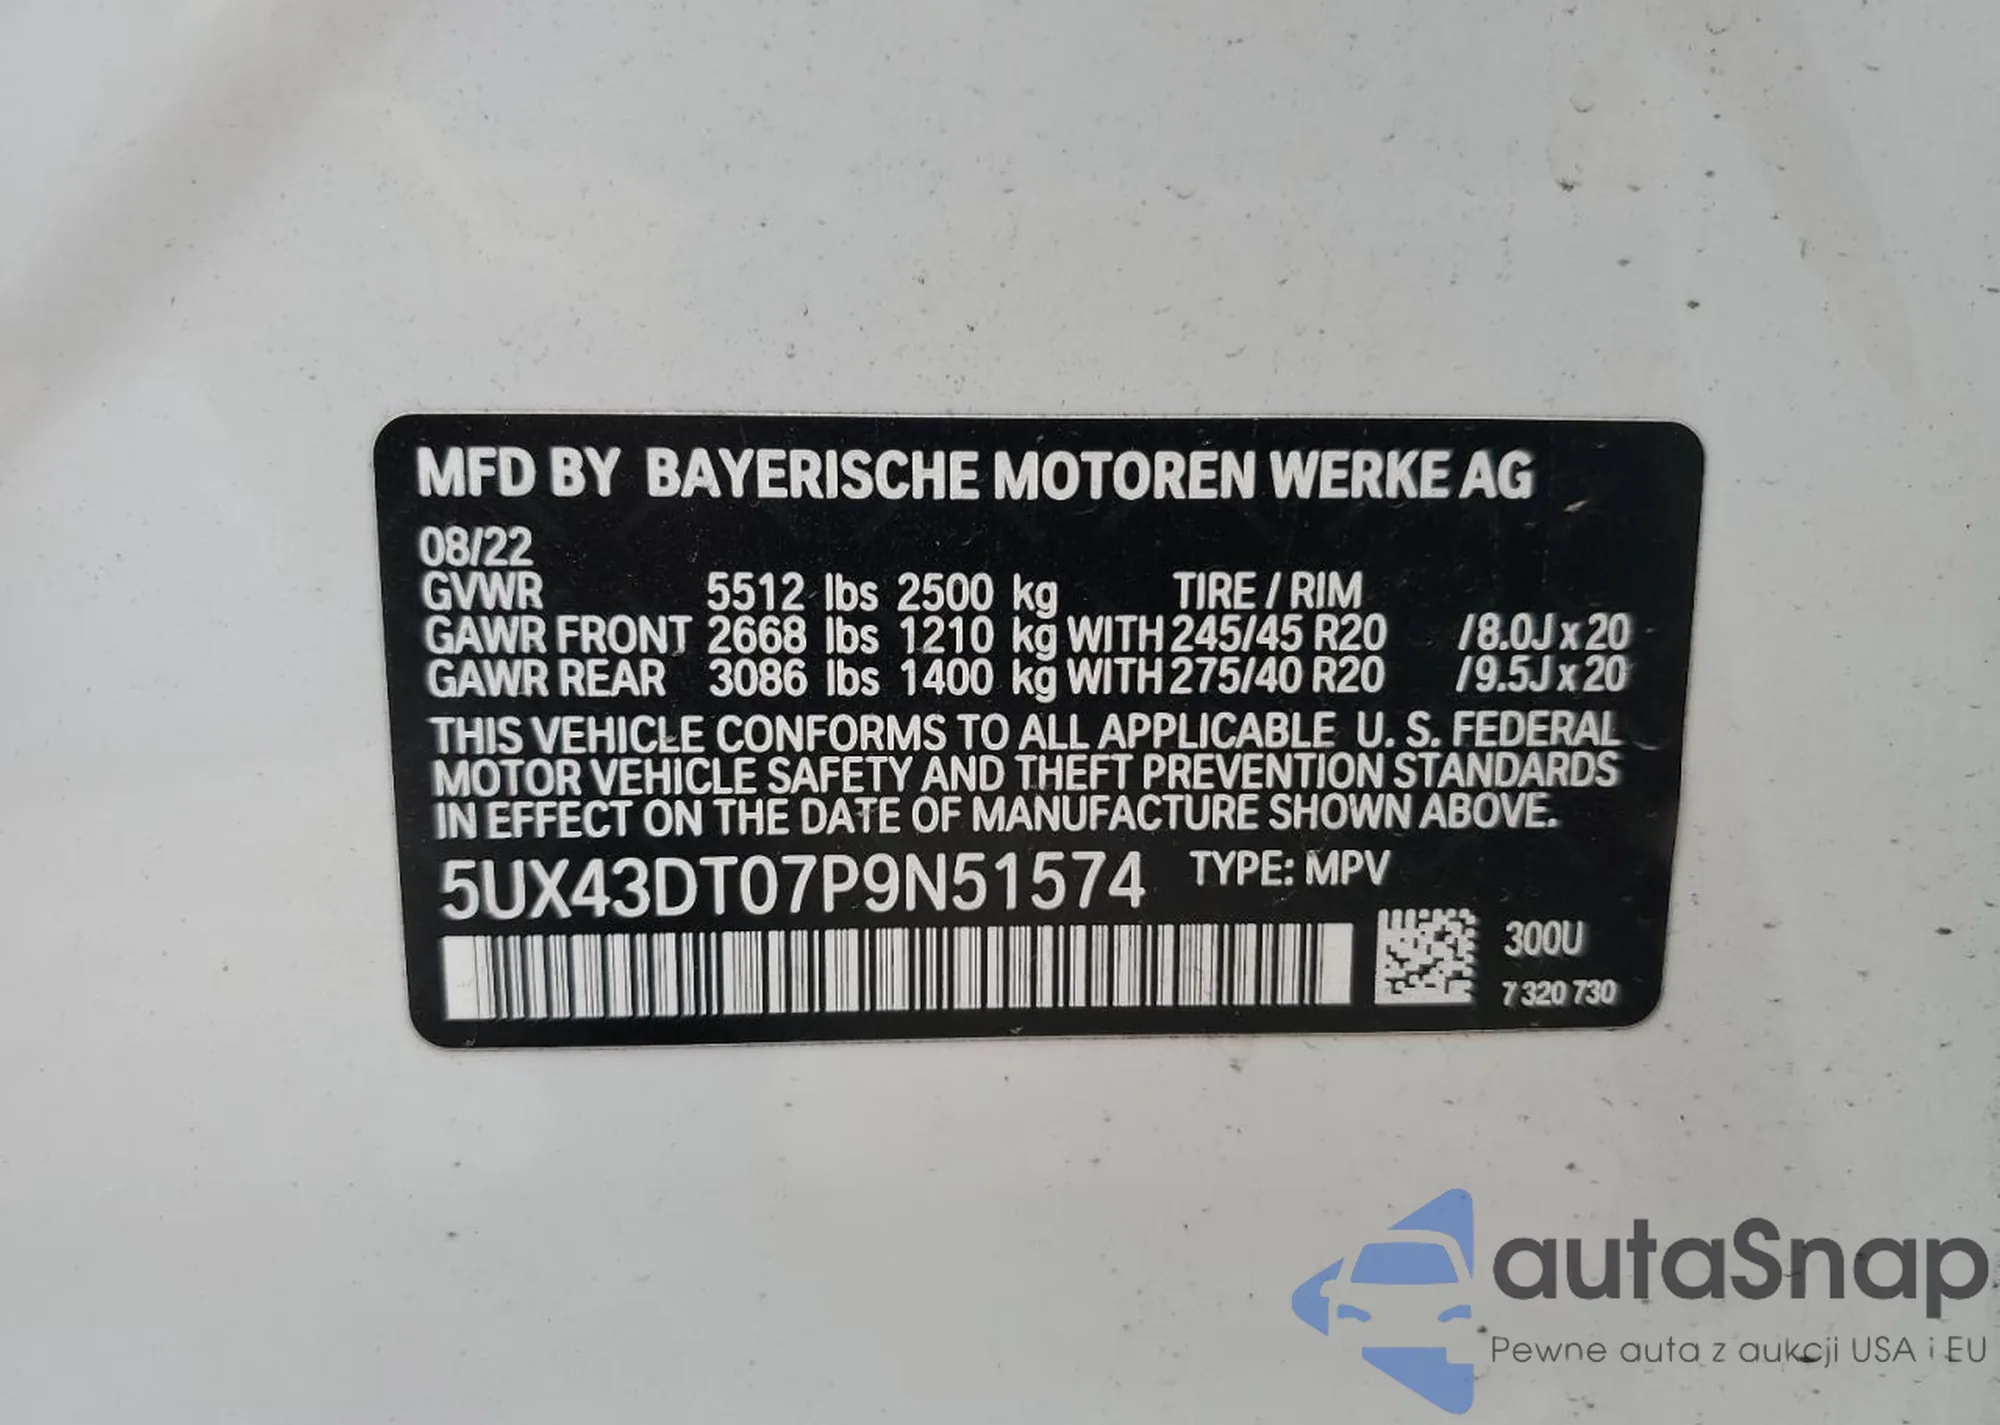 MFD BY BAYERISCHE MOTOREN WERKE AG
08/22
GVWR 5512 lbs 2500 kg TIRE / RIM
GAWR FRONT 2668 lbs 1210 kg WITH 245/45 R20 /8.0J x 20
GAWR REAR 3086 lbs 1400 kg WITH 275/40 R20 /9.5J x 20
THIS VEHICLE CONFORMS TO ALL APPLICABLE U. S. FEDERAL
MOTOR VEHICLE SAFETY AND THEFT PREVENTION STANDARDS
IN EFFECT ON THE DATE OF MANUFACTURE SHOWN ABOVE.
5UX43DT07P9N51574 TYPE: MPV
300U
7 320 730
autaSnap
Pewne auta z aukcji USA i EU